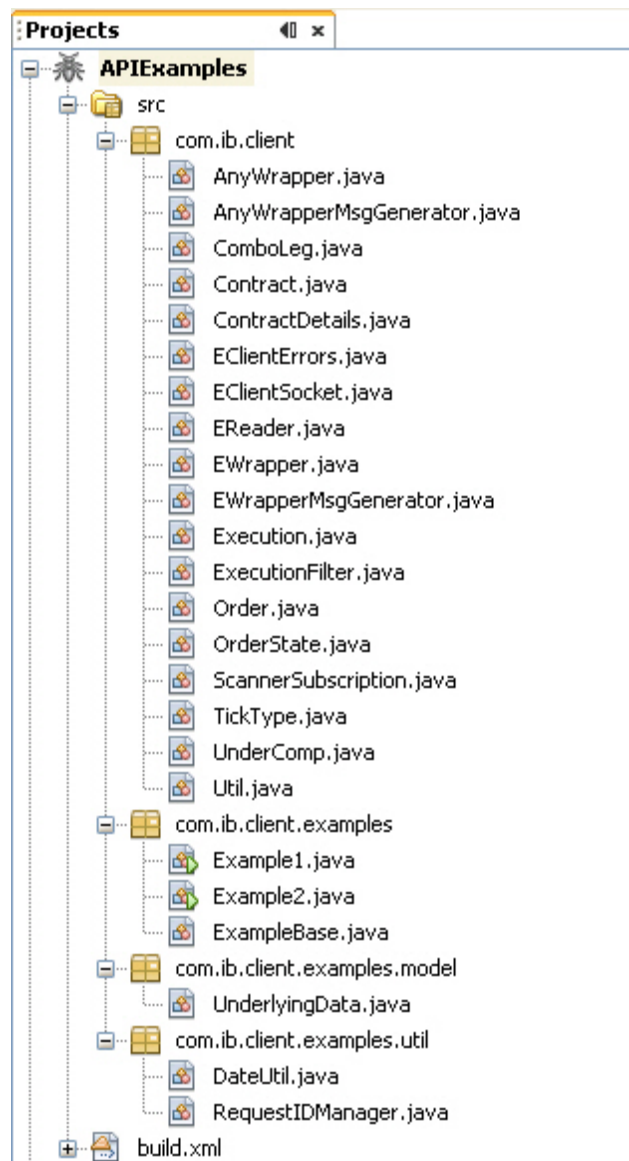 Projects
APIExamples
src
com.ib.client
AnyWrapper.java
AnyWrapperMsgGenerator.java
ComboLeg.java
Contract.java
ContractDetails.java
EClientErrors.java
EClientSocket.java
EReader.java
EWrapper.java
EWrapperMsgGenerator.java
Execution.java
ExecutionFilter.java
Order.java
OrderState.java
ScannerSubscription.java
TickType.java
UnderComp.java
Util.java
com.ib.client.examples
Example1.java
Example2.java
ExampleBase.java
com.ib.client.examples.model
UnderlyingData.java
com.ib.client.examples.util
DateUtil.java
RequestIDManager.java
build.xml